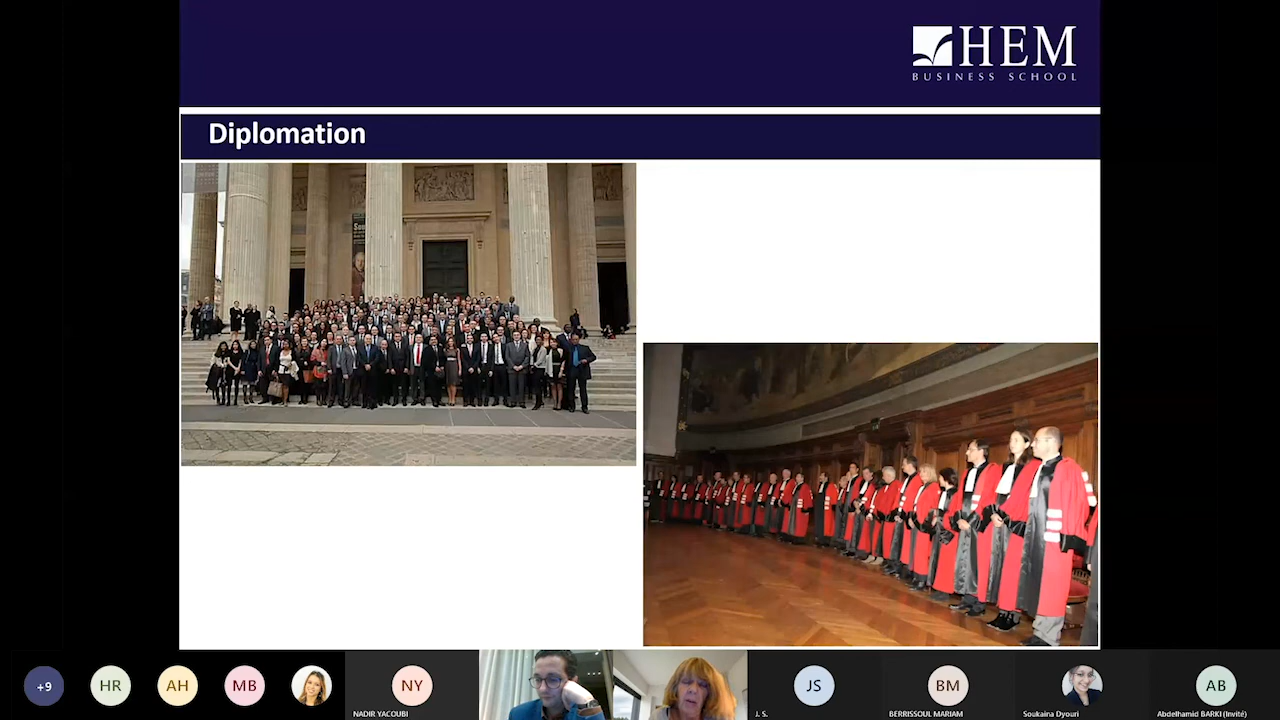 HEM
BUSINESS SCHOOL
Diplomation
+9
HR
AH
MB
NY
NADIR YACOUBI
JS
J. S.
BM
BERRISSOUL MARIAM
Soukaina Dyouri
AB
Abdelhamid BARKI (Invité)